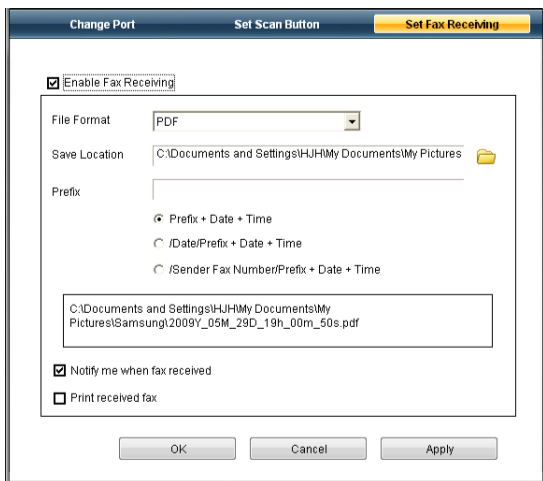 Change Port Set Scan Button Set Fax Receiving
Enable Fax Receiving
File Format PDF
Save Location C:\Documents and Settings\HJH\My Documents\My Pictures
Prefix
Prefix + Date + Time
/Date/Prefix + Date + Time
/Sender Fax Number/Prefix + Date + Time
C:\Documents and Settings\HJH\My Documents\My
Pictures\Samsung\2009Y_05M_29D_19h_00m_50s.pdf
Notify me when fax received
Print received fax
OK Cancel Apply